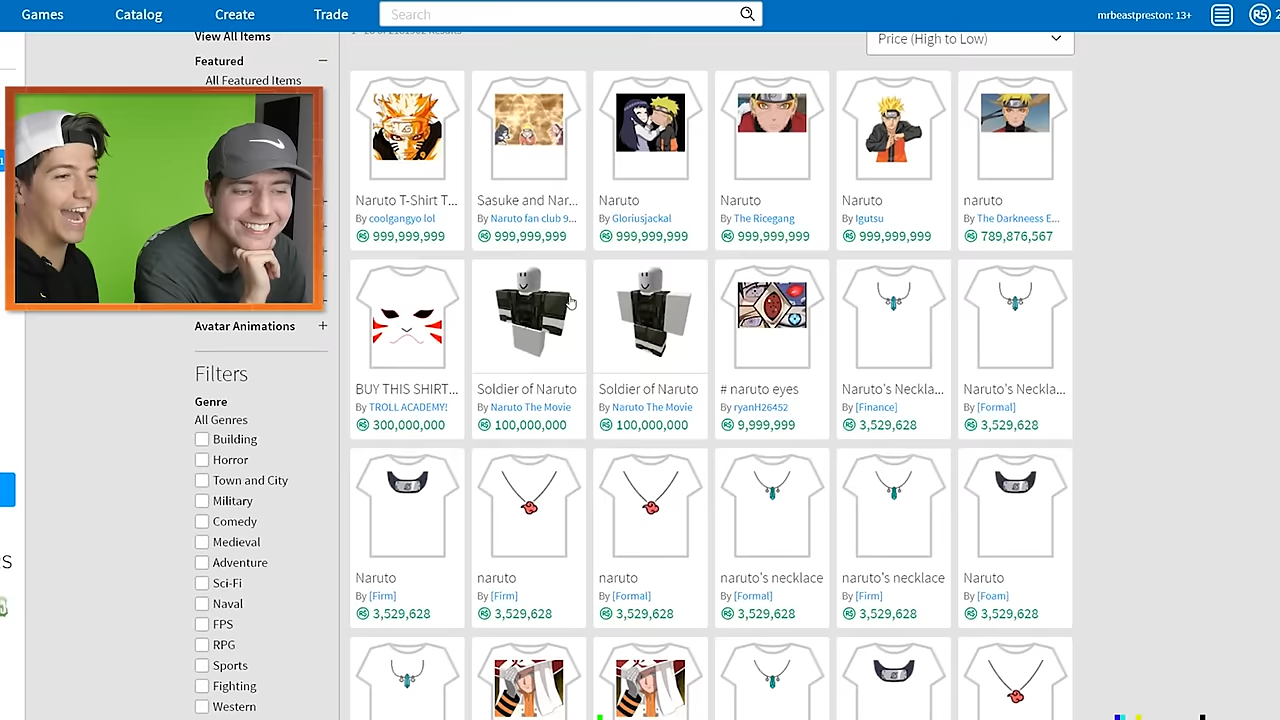 Games
Catalog
Create
Trade
Search
mrbeastpreston: 13+
View All Items
Featured
All Featured Items
Price (High to Low)
Naruto T-Shirt T...
By coolgangyo lol
999,999,999
Sasuke and Nar...
By Naruto fan club 9...
999,999,999
Naruto
By Gloriusjackal
999,999,999
Naruto
By The Ricegang
999,999,999
Naruto
By Igutsu
999,999,999
naruto
By The Darkneess E...
789,876,567
Avatar Animations
BUY THIS SHIRT...
By TROLL ACADEMY!
300,000,000
Soldier of Naruto
By Naruto The Movie
100,000,000
Soldier of Naruto
By Naruto The Movie
100,000,000
# naruto eyes
By ryanH26452
9,999,999
Naruto's Neckla...
By [Finance]
3,529,628
Naruto's Neckla...
By [Formal]
3,529,628
Filters
Genre
All Genres
Building
Horror
Town and City
Military
Comedy
Medieval
Adventure
Sci-Fi
Naval
FPS
RPG
Sports
Fighting
Western
Naruto
By [Firm]
3,529,628
naruto
By [Firm]
3,529,628
naruto
By [Formal]
3,529,628
naruto's necklace
By [Formal]
3,529,628
naruto's necklace
By [Firm]
3,529,628
Naruto
By [Foam]
3,529,628